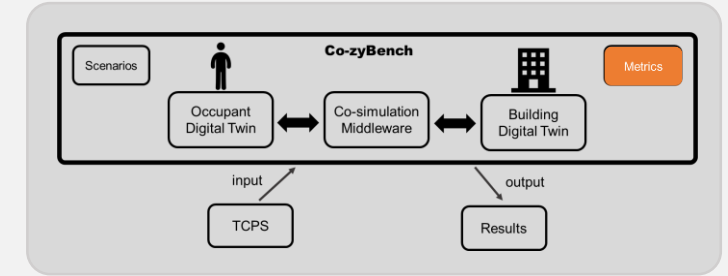 Co-zyBench
Scenarios
Metrics
Occupant
Digital Twin
Co-simulation
Middleware
Building
Digital Twin
input
output
TCPS
Results